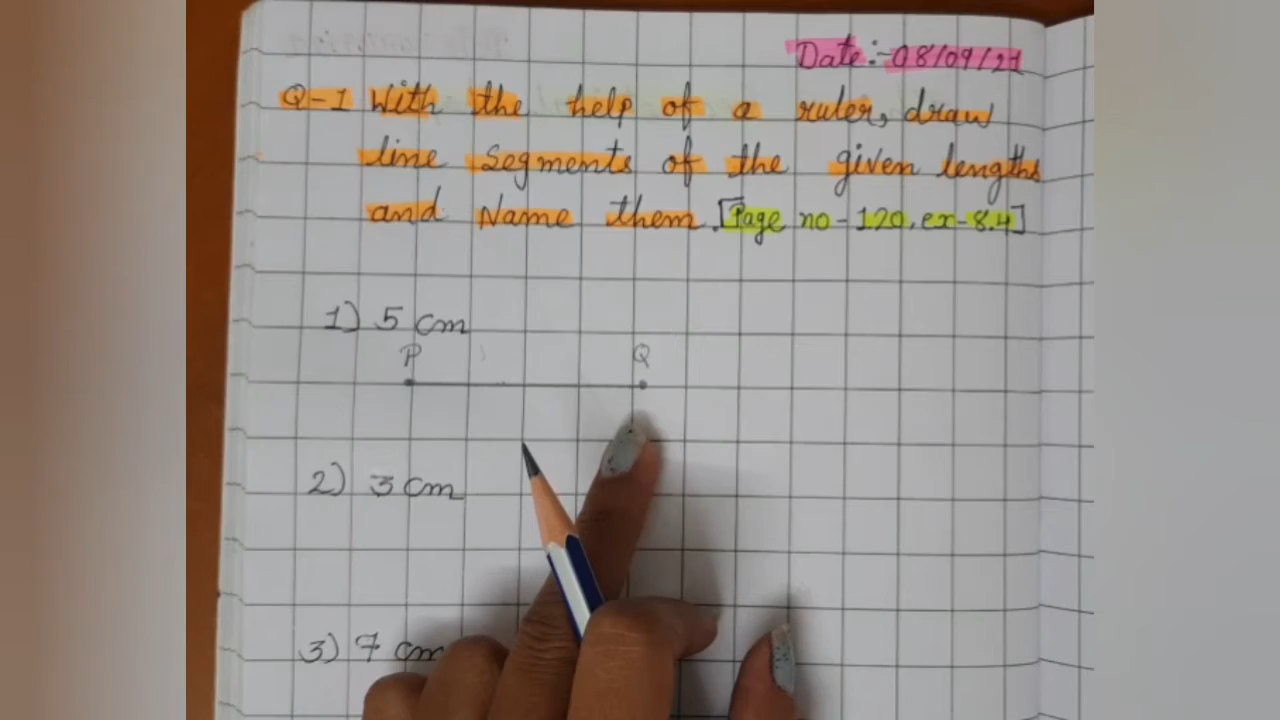 Date:-08/09/21
Q-1 With the help of a ruler, draw
line segments of the given lengths
and Name them.[Page no-120, ex-8.4]
1) 5 cm
P Q
2) 3 cm
3) 7 cm